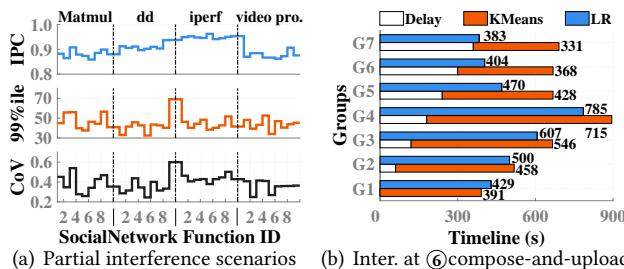 Matmul dd iperf video pro.
IPC
1.0
0.9
0.8
99%ile
70
50
30
CoV
0.6
0.4
0.2
2 4 6 8 2 4 6 8 2 4 6 8 2 4 6 8
SocialNetwork Function ID
(a) Partial interference scenarios
Delay KMeans LR
Groups
G7 383 331
G6 404 368
G5 470 428
G4 785 715
G3 607 546
G2 500 458
G1 429 391
0 300 600 900
Timeline (s)
(b) Inter. at ⑥compose-and-upload